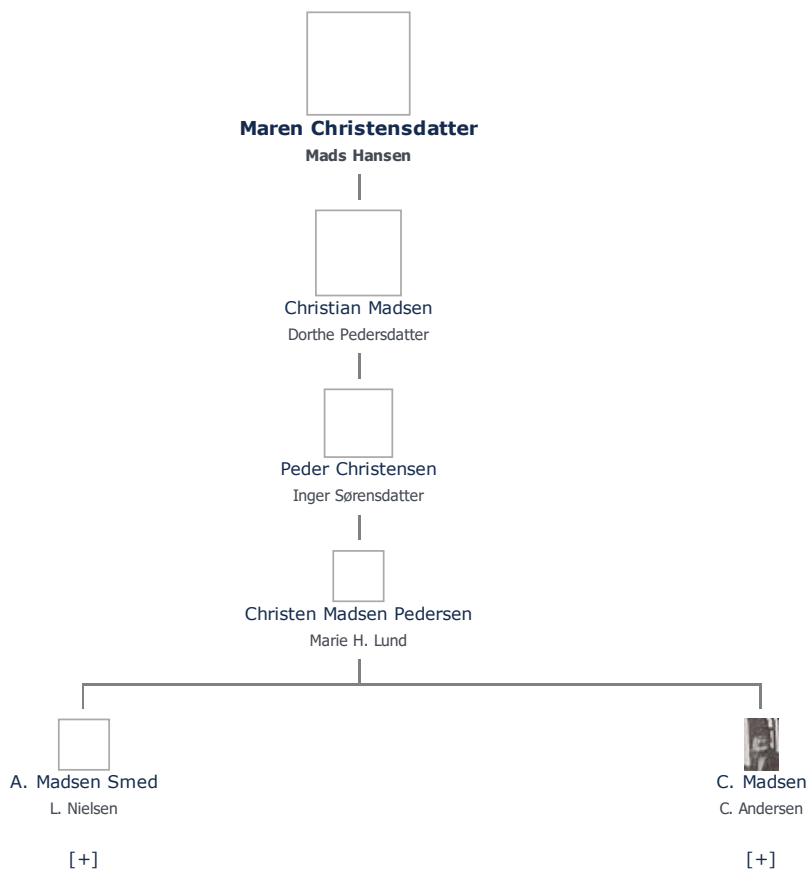 Maren Christensdatter
Mads Hansen
Christian Madsen
Dorthe Pedersdatter
Peder Christensen
Inger Sørensdatter
Christen Madsen Pedersen
Marie H. Lund
A. Madsen Smed
L. Nielsen
[+]
C. Madsen
C. Andersen
[+]